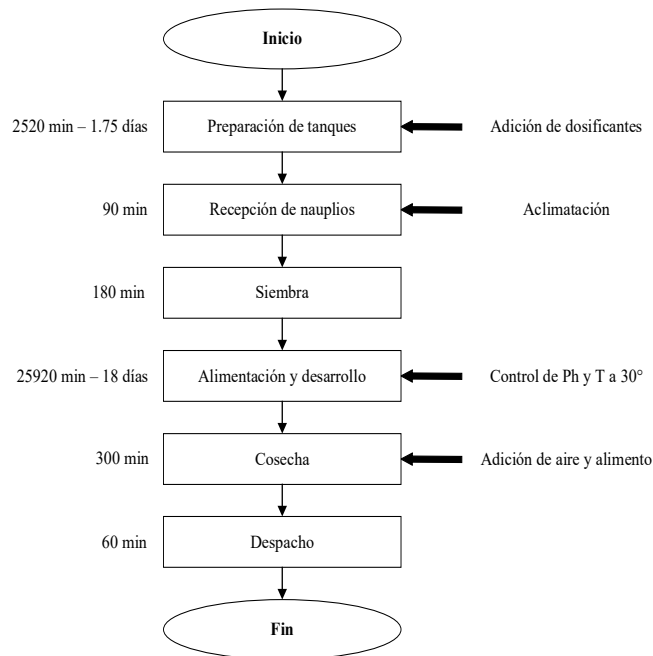 Inicio
2520 min – 1.75 días Preparación de tanques Adición de dosificantes
90 min Recepción de nauplios Aclimatación
180 min Siembra
25920 min – 18 días Alimentación y desarrollo Control de Ph y T a 30°
300 min Cosecha Adición de aire y alimento
60 min Despacho
Fin